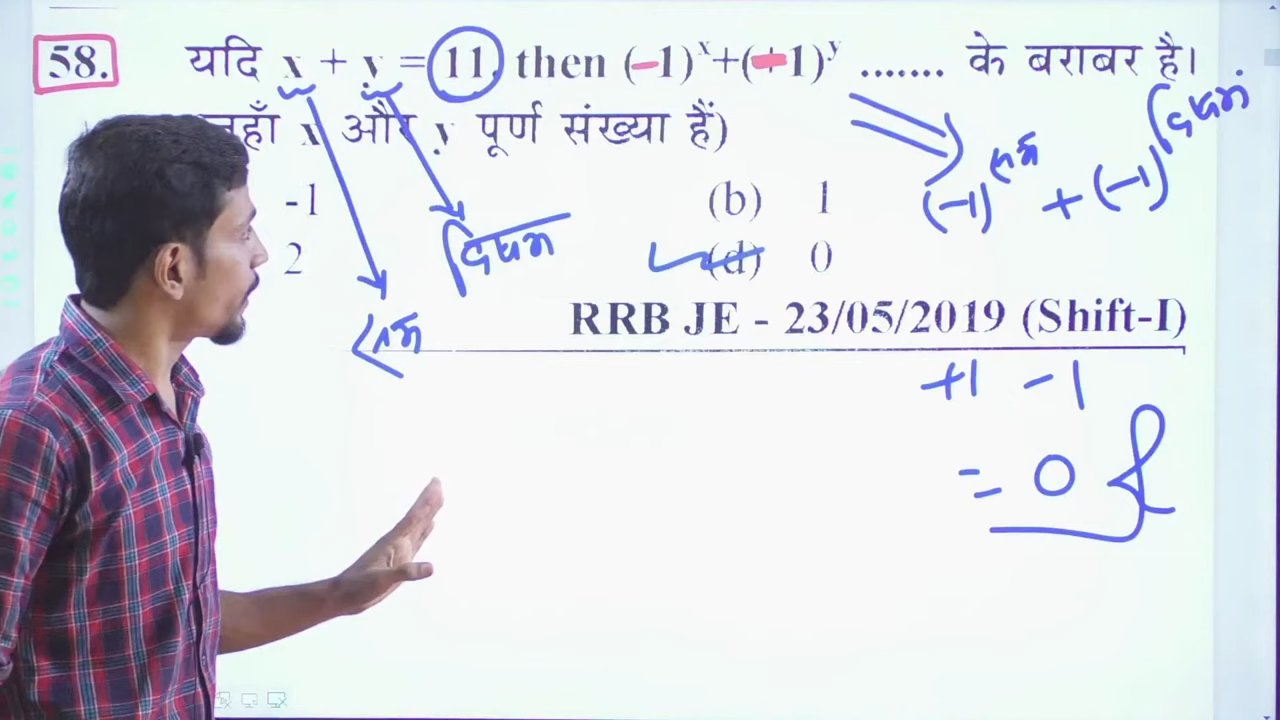 58. यदि x + y = 11, then (-1)ˣ+(-1)ʸ ....... के बराबर है।
जहाँ x और y पूर्ण संख्या हैं)
-1 (b) 1
2 (d) 0
विषम
सम
(-1)^सम + (-1)^विषम
RRB JE - 23/05/2019 (Shift-I)
+1 -1
= 0